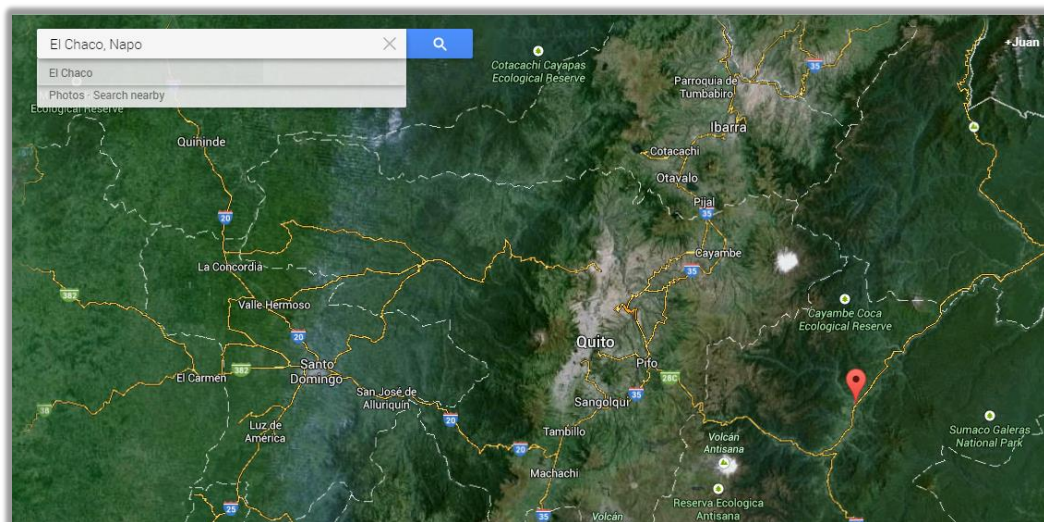 El Chaco, Napo
El Chaco
Photos - Search nearby
Ecological Reserve
+Juan
Cotacachi Cayapas
Ecological Reserve
35
Parroquia de
Tumbabiro
Quininde
Ibarra
Cotacachi
Otavalo
Pijal
35
20
Cayambe
35
La Concordia
382
Valle Hermoso
Cayambe Coca
Ecological Reserve
20
Quito
Santo
Domingo
382
Pifo
El Carmen
28C
San José de
Alluriquín
35
Sangolqui
38
20
Luz de
America
Tambillo
Sumaco Galeras
National Park
Volcán
Antisana
20
Machachi
Reserva Ecologica
Antisana
25
35
Volcán
45